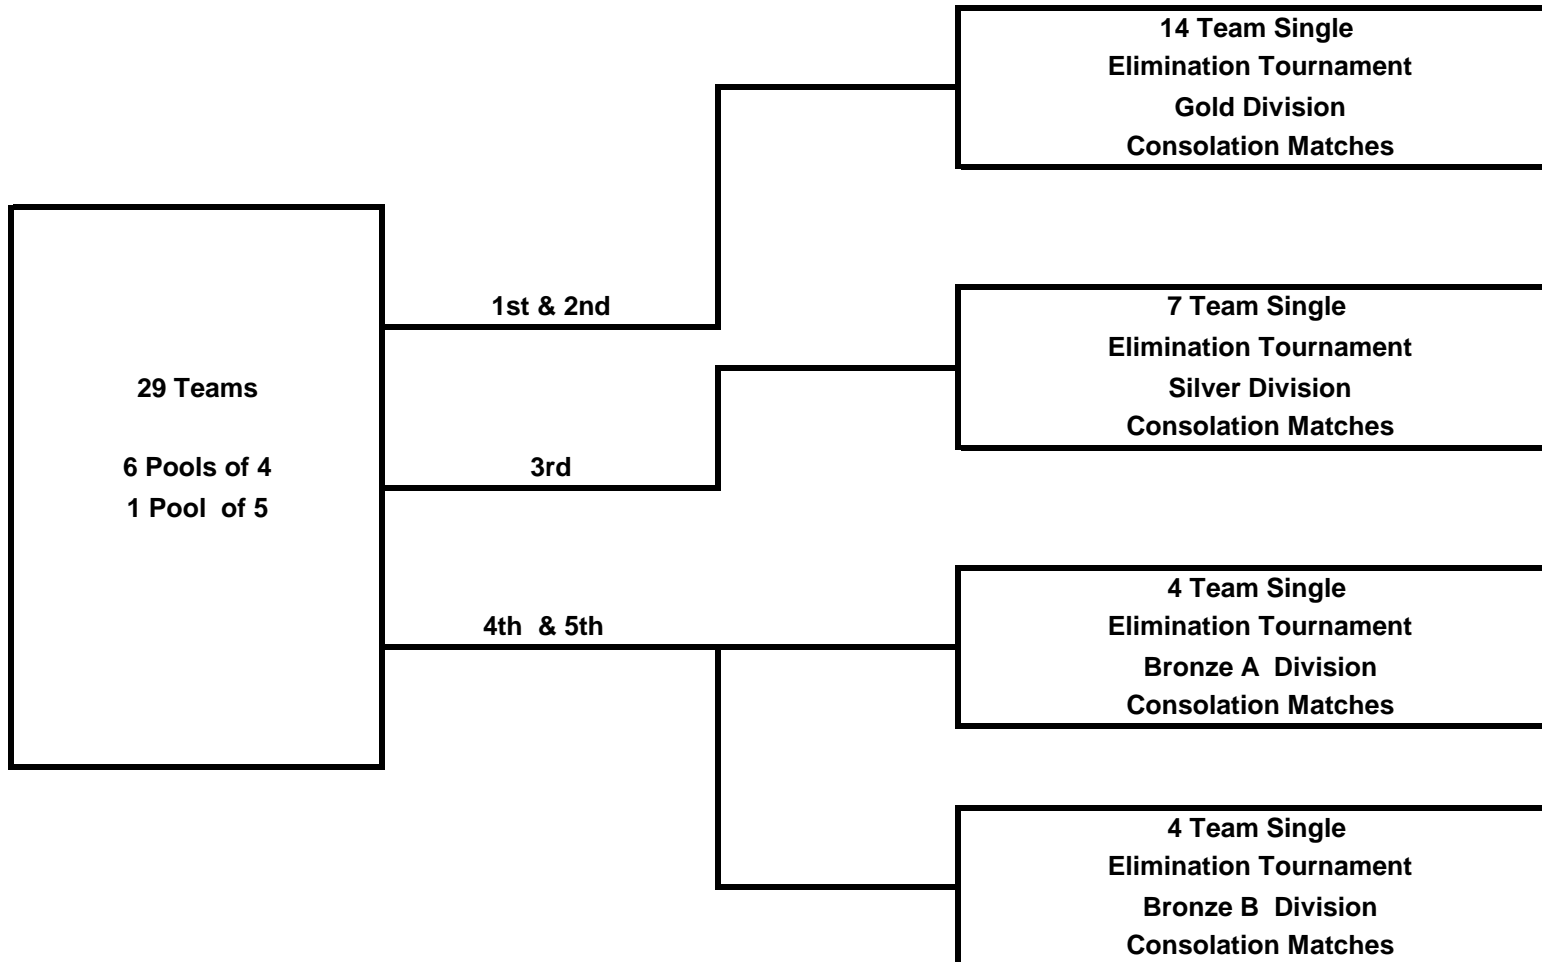 29 Teams
6 Pools of 4
1 Pool of 5
1st & 2nd
3rd
4th & 5th
14 Team Single
Elimination Tournament
Gold Division
Consolation Matches
7 Team Single
Elimination Tournament
Silver Division
Consolation Matches
4 Team Single
Elimination Tournament
Bronze A Division
Consolation Matches
4 Team Single
Elimination Tournament
Bronze B Division
Consolation Matches